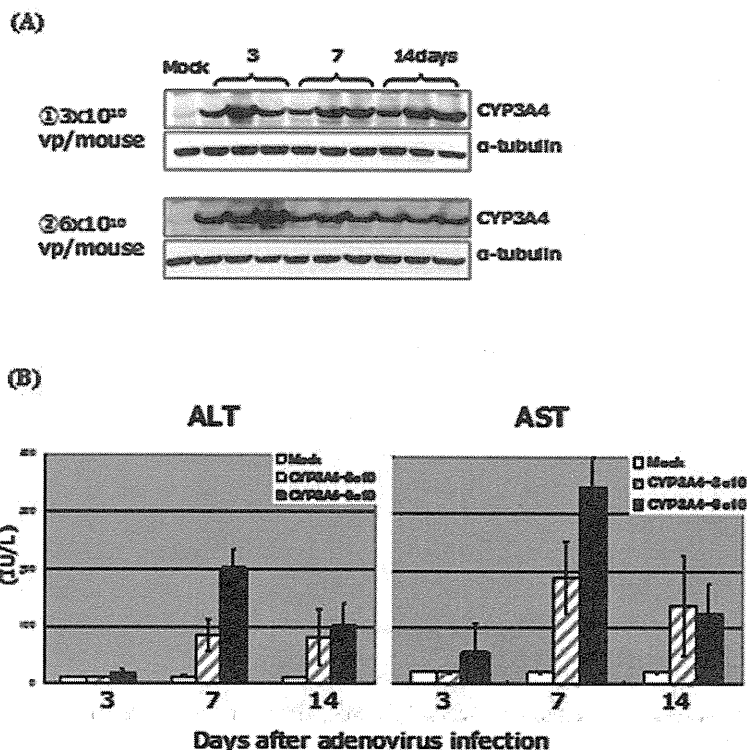 (A)
Mock 3 7 14days
①3x10¹⁰
vp/mouse
CYP3A4
α-tubulin
②6x10¹⁰
vp/mouse
CYP3A4
α-tubulin
(B)
ALT AST
Mock
Mock
(IU/L)
3 7 14 3 7 14
Days after adenovirus infection